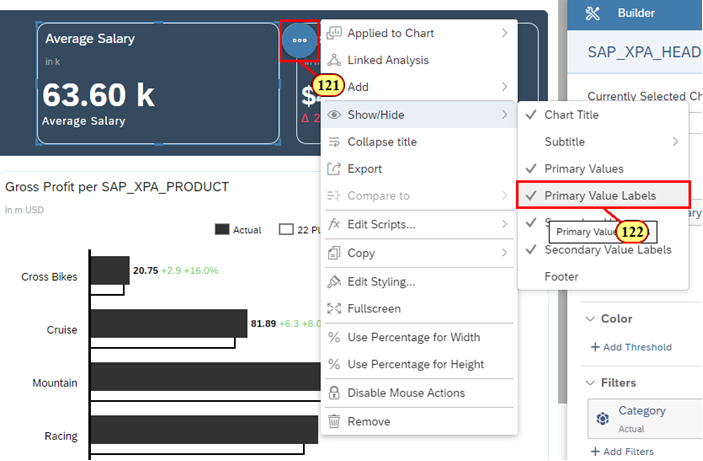 Average Salary
in k
63.60 k
Average Salary
121
Applied to Chart
Linked Analysis
Add
Show/Hide
Collapse title
Export
Compare to
Edit Scripts...
Copy
Edit Styling...
Fullscreen
Use Percentage for Width
Use Percentage for Height
Disable Mouse Actions
Remove
Chart Title
Subtitle
Primary Values
Primary Value Labels
Primary Value
122
Secondary Value Labels
Footer
Builder
SAP_XPA_HEAD
Currently Selected Ch
Color
+ Add Threshold
Filters
Category
Actual
+ Add Filters
Gross Profit per SAP_XPA_PRODUCT
in m USD
Actual
22 Pl
Cross Bikes
20.75 +2.9 +16.0%
Cruise
81.89 +6.3 +8.0
Mountain
Racing